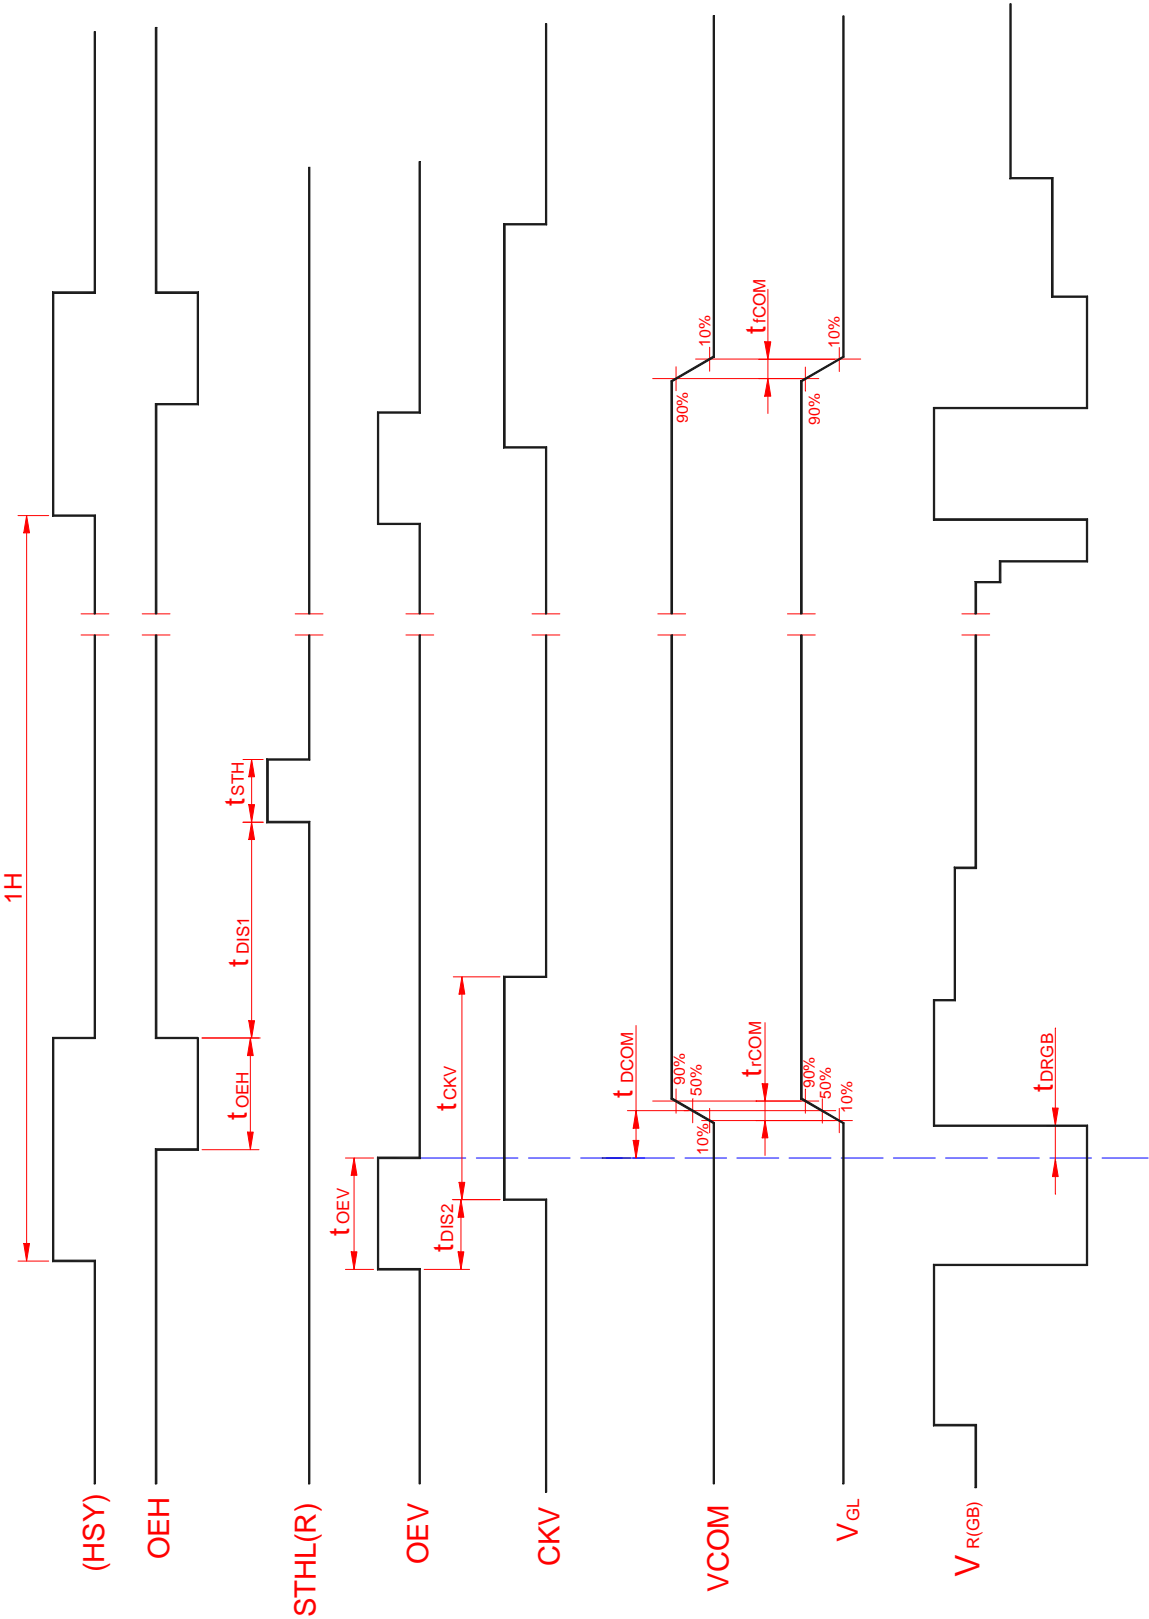 (HSY)
1H
OEH
tOEH
tDIS1
tSTH
STHL(R)
OEV
tOEV
CKV
tDIS2
tCKV
VCOM
tDCOM
10%
50%
90%
90%
10%
trCOM
tfCOM
VGL
10%
50%
90%
90%
10%
VR(GB)
tDRGB